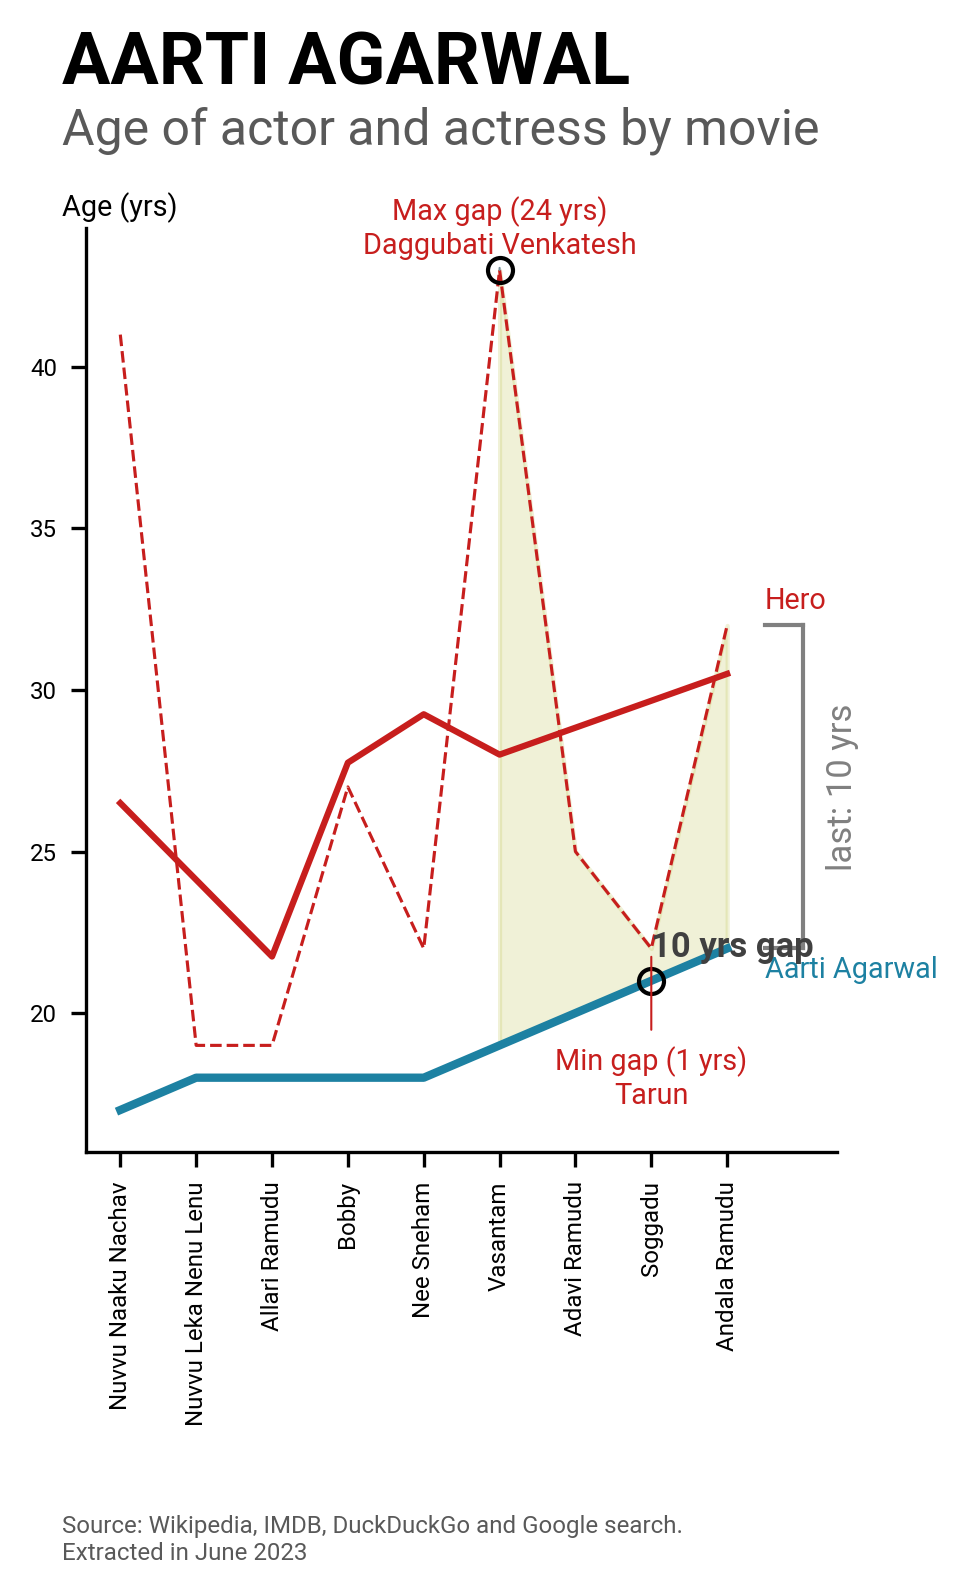 AARTI AGARWAL
Age of actor and actress by movie
Age (yrs)
Max gap (24 yrs)
Daggubati Venkatesh
40
35
30
25
20
Hero
last: 10 yrs
10 yrs gap
Aarti Agarwal
Min gap (1 yrs)
Tarun
Nuvvu Naaku Nachav
Nuvvu Leka Nenu Lenu
Allari Ramudu
Bobby
Nee Sneham
Vasantam
Adavi Ramudu
Soggadu
Andala Ramudu
Source: Wikipedia, IMDB, DuckDuckGo and Google search.
Extracted in June 2023